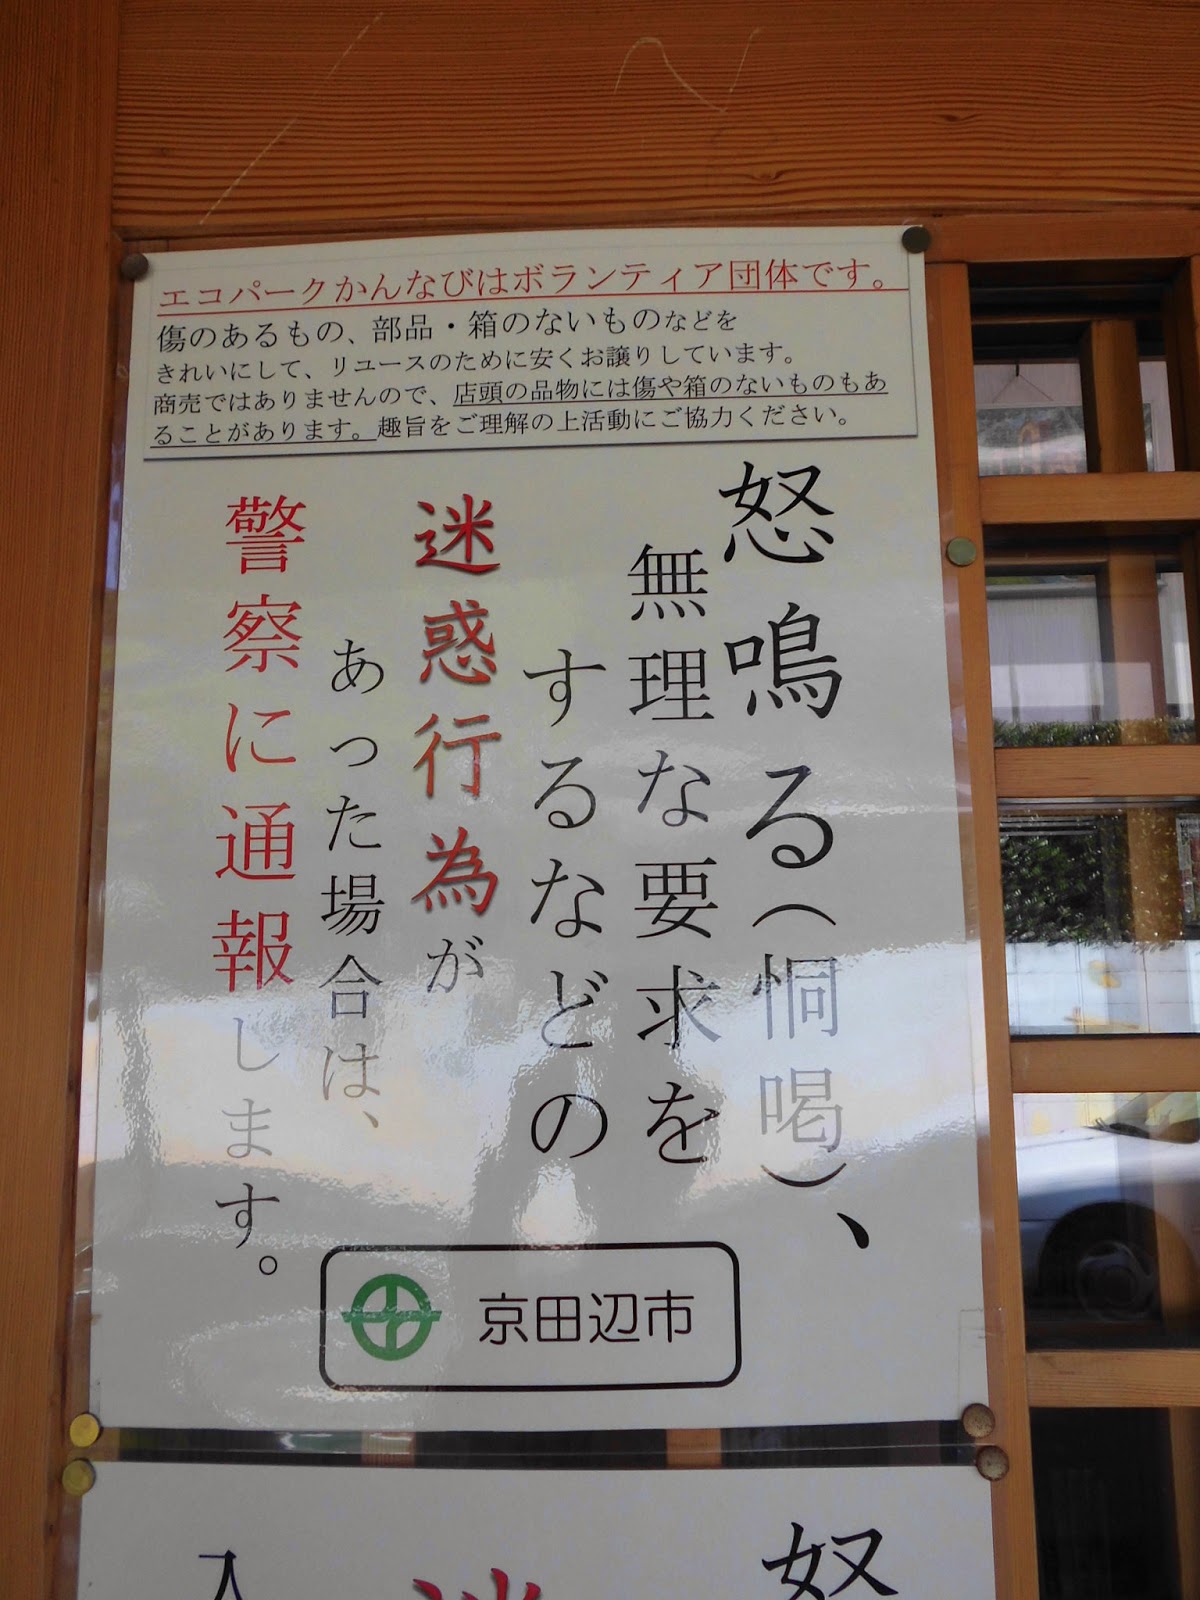 エコパークかんなびはボランティア団体です。
傷のあるもの、部品・箱のないものなどを
きれいにして、リユースのために安くお譲りしています。
商売ではありませんので、店頭の品物には傷や箱のないものもあ
ることがあります。趣旨をご理解の上活動にご協力ください。
怒鳴る（恫喝）、
無理な要求を
するなどの
迷惑行為が
あった場合は、
警察に通報します。
京田辺市
怒
迷